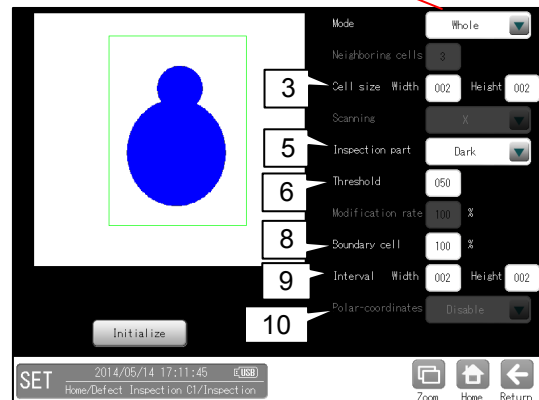 Mode Whole
Neighboring cells 3
3 Cell size Width 002 Height 002
Scanning X
5 Inspection part Dark
6 Threshold 050
Modification rate 100 %
8 Boundary cell 100 %
9 Interval Width 002 Height 002
10 Polar-coordinates Disable
Initialize
SET 2014/05/14 17:11:45 USB
Home/Defect Inspection C1/Inspection
Zoom Home Return